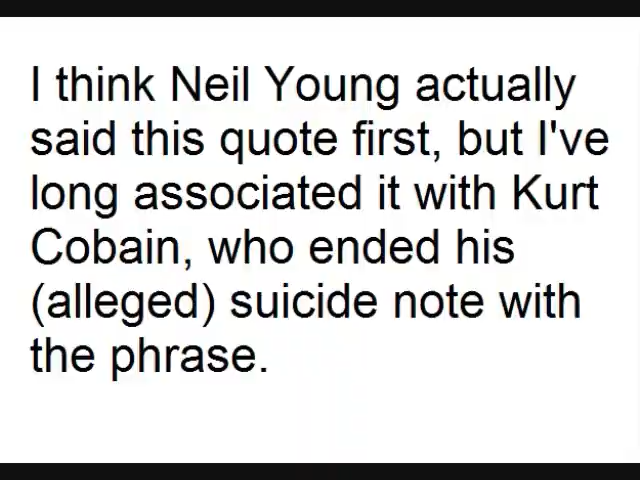 I think Neil Young actually
said this quote first, but I've
long associated it with Kurt
Cobain, who ended his
(alleged) suicide note with
the phrase.